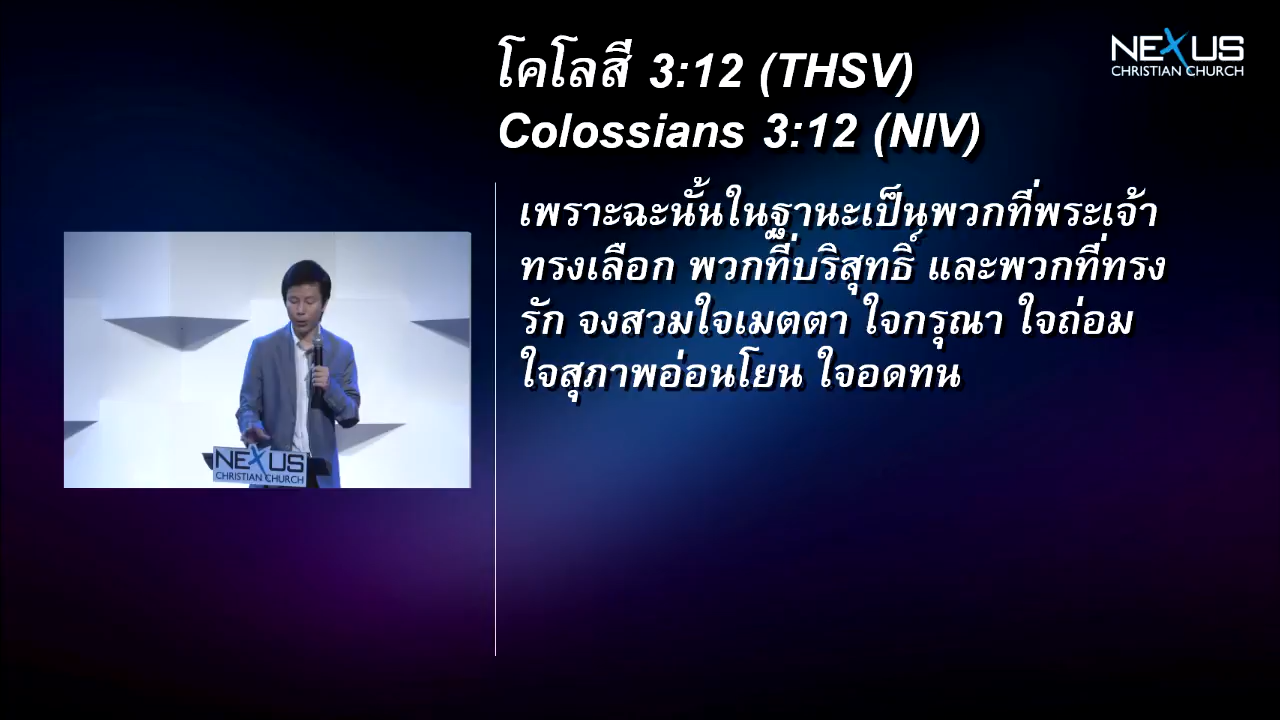 โคโลสี 3:12 (THSV)
Colossians 3:12 (NIV)
NEXUS
CHRISTIAN CHURCH
เพราะฉะนั้นในฐานะเป็นพวกที่พระเจ้า
ทรงเลือก พวกที่บริสุทธิ์ และพวกที่ทรง
รัก จงสวมใจเมตตา ใจกรุณา ใจถ่อม
ใจสุภาพอ่อนโยน ใจอดทน
NEXUS
CHRISTIAN CHURCH